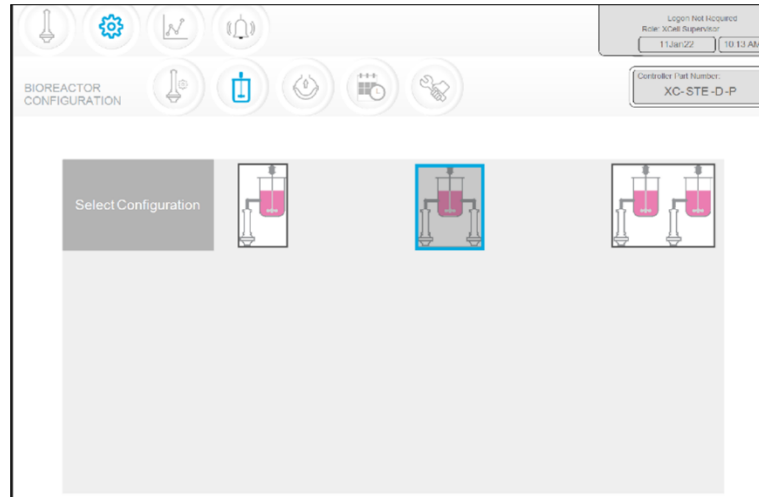 Logon Not Required
Role: XCell Supervisor
11Jan22
10:13 AM
BIOREACTOR
CONFIGURATION
Controller Part Number:
XC-STE-D-P
Select Configuration